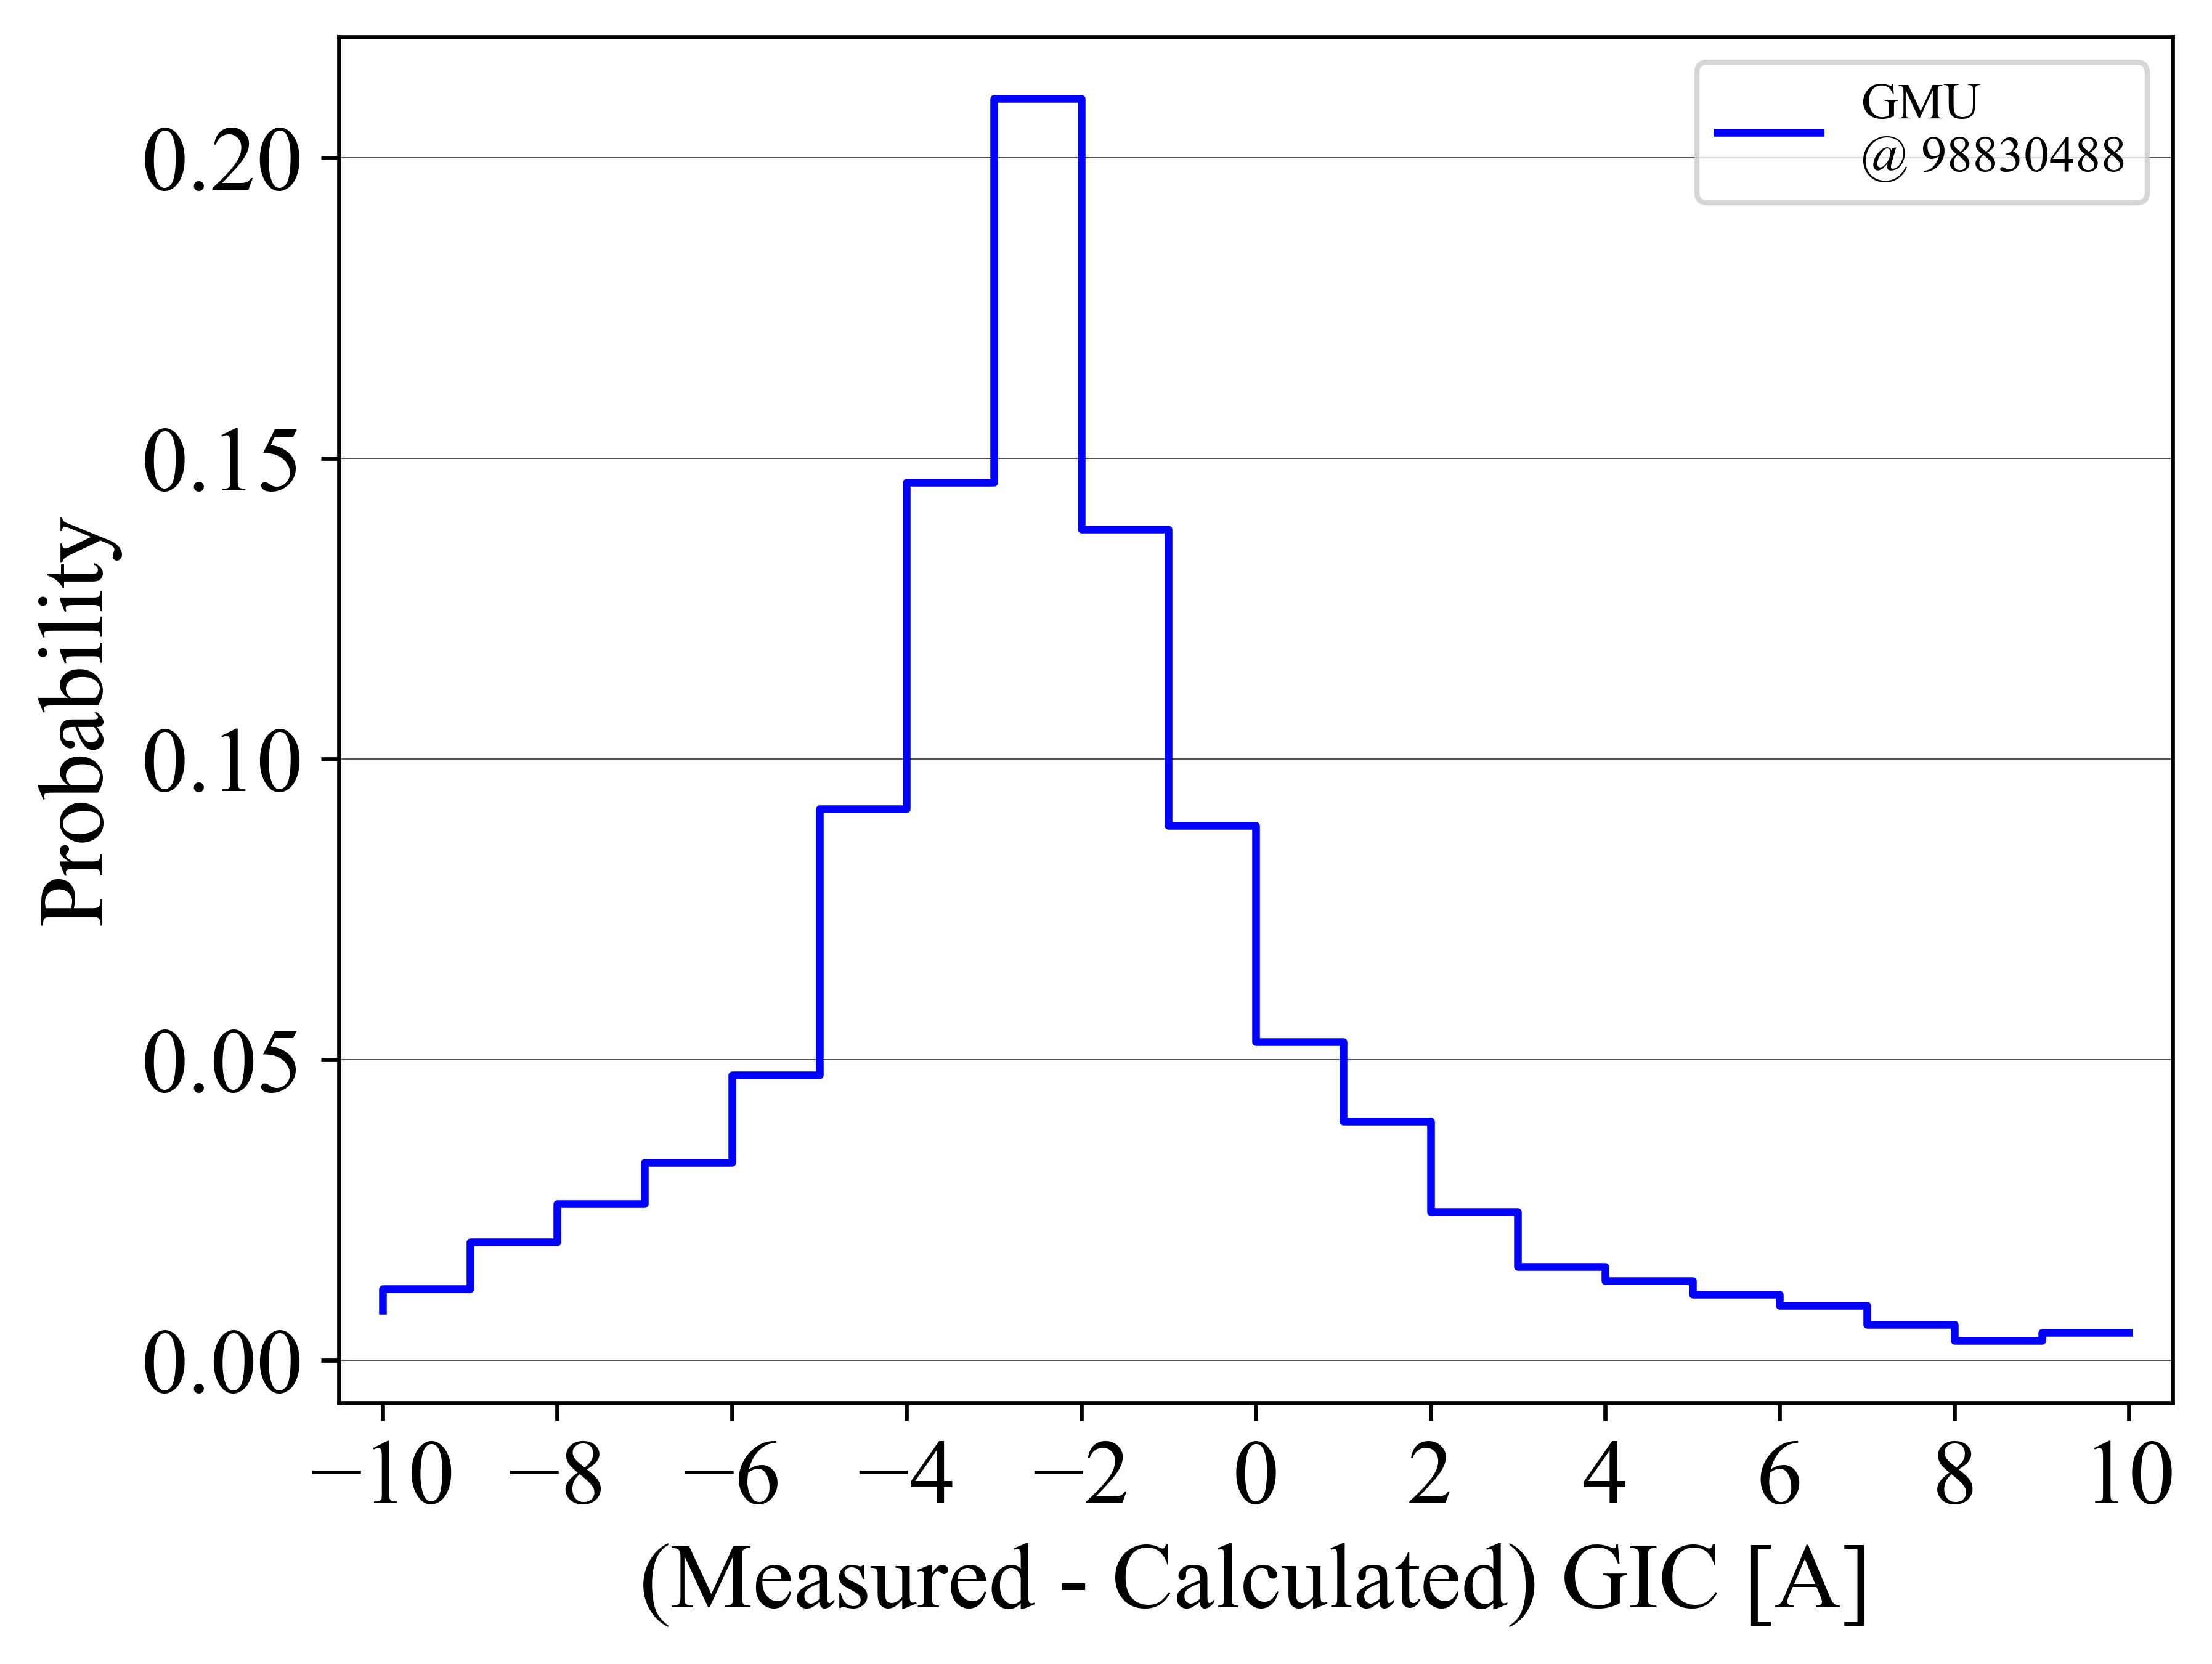 GMU
@ 98830488
0.20
0.15
0.10
0.05
0.00
Probability
−10 −8 −6 −4 −2 0 2 4 6 8 10
(Measured - Calculated) GIC [A]